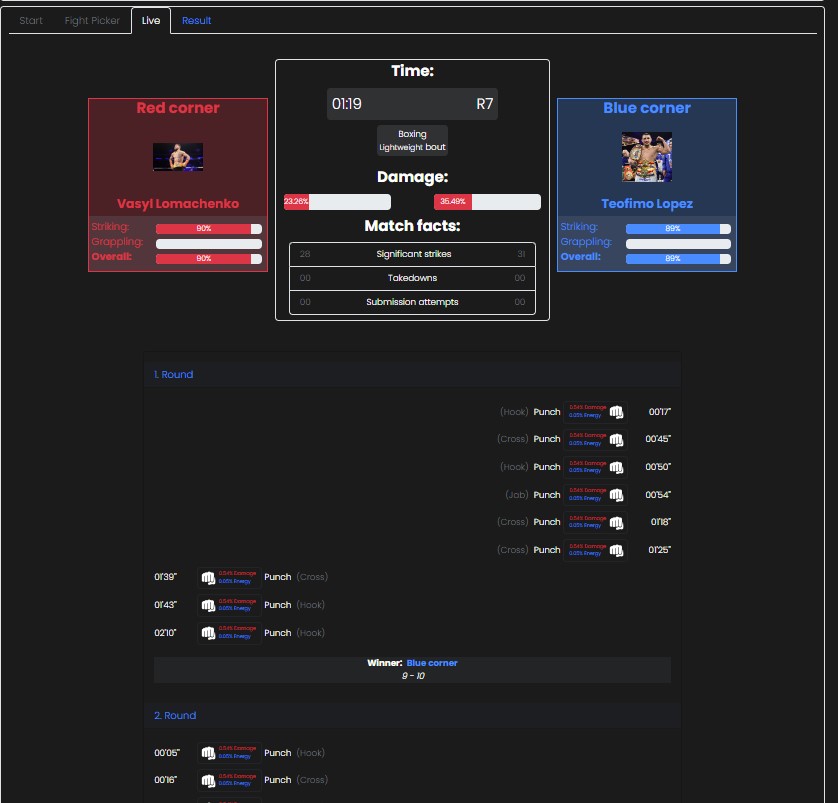 Start Fight Picker Live Result
Time:
01:19 R7
Boxing
Lightweight bout
Red corner
Vasyl Lomachenko
Striking: 90%
Grappling:
Overall: 90%
Damage:
23.26% 35.49%
Match facts:
28 Significant strikes 31
00 Takedowns 00
00 Submission attempts 00
Blue corner
Teofimo Lopez
Striking: 89%
Grappling:
Overall: 89%
1. Round
(Hook) Punch 0.54% Damage 00'17"
0.05% Energy
(Cross) Punch 0.54% Damage 00'45"
0.05% Energy
(Hook) Punch 0.54% Damage 00'50"
0.05% Energy
(Jab) Punch 0.54% Damage 00'54"
0.05% Energy
(Cross) Punch 0.54% Damage 01'18"
0.05% Energy
(Cross) Punch 0.54% Damage 01'25"
0.05% Energy
01'39" 0.54% Damage Punch (Cross)
0.05% Energy
01'43" 0.54% Damage Punch (Hook)
0.05% Energy
02'10" 0.54% Damage Punch (Hook)
0.05% Energy
Winner: Blue corner
9 - 10
2. Round
00'05" 0.54% Damage Punch (Hook)
0.05% Energy
00'16" 0.54% Damage Punch (Cross)
0.05% Energy